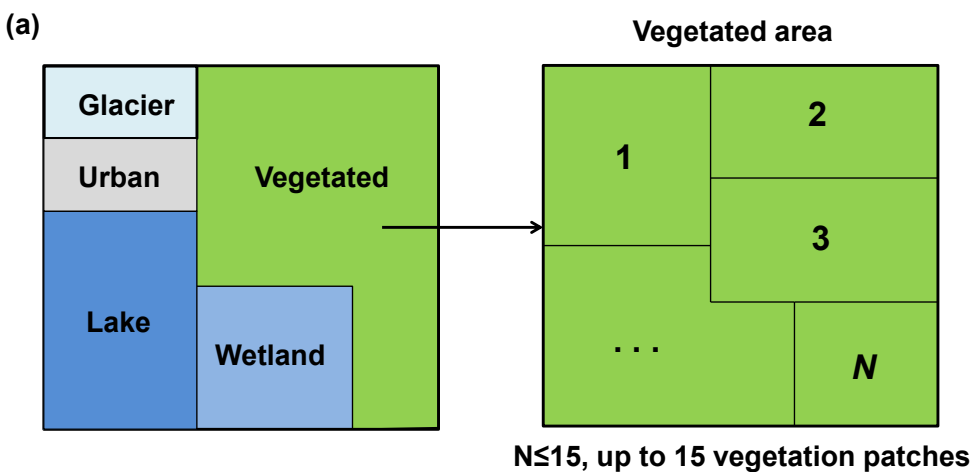 (a)
Glacier
Urban
Lake
Vegetated
Wetland
Vegetated area
1
2
3
. . .
N
N≤15, up to 15 vegetation patches